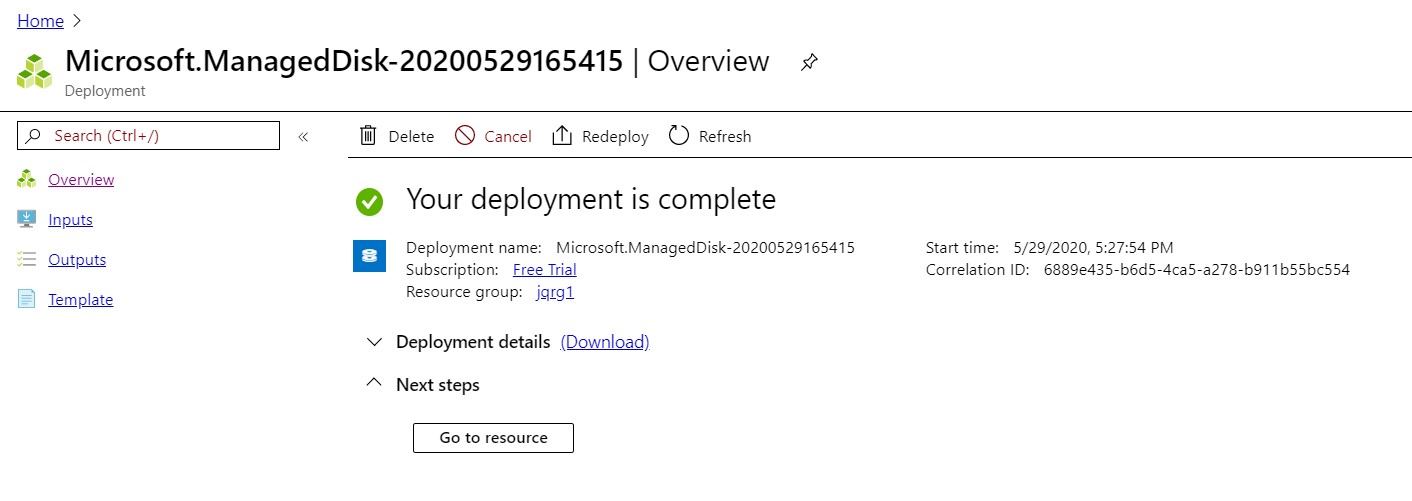 Home >
Microsoft.ManagedDisk-20200529165415 | Overview
Deployment
Search (Ctrl+/)
«
Delete
Cancel
Redeploy
Refresh
Overview
Inputs
Outputs
Template
Your deployment is complete
Deployment name: Microsoft.ManagedDisk-20200529165415
Subscription: Free Trial
Resource group: jqrg1
Start time: 5/29/2020, 5:27:54 PM
Correlation ID: 6889e435-b6d5-4ca5-a278-b911b55bc554
Deployment details (Download)
Next steps
Go to resource